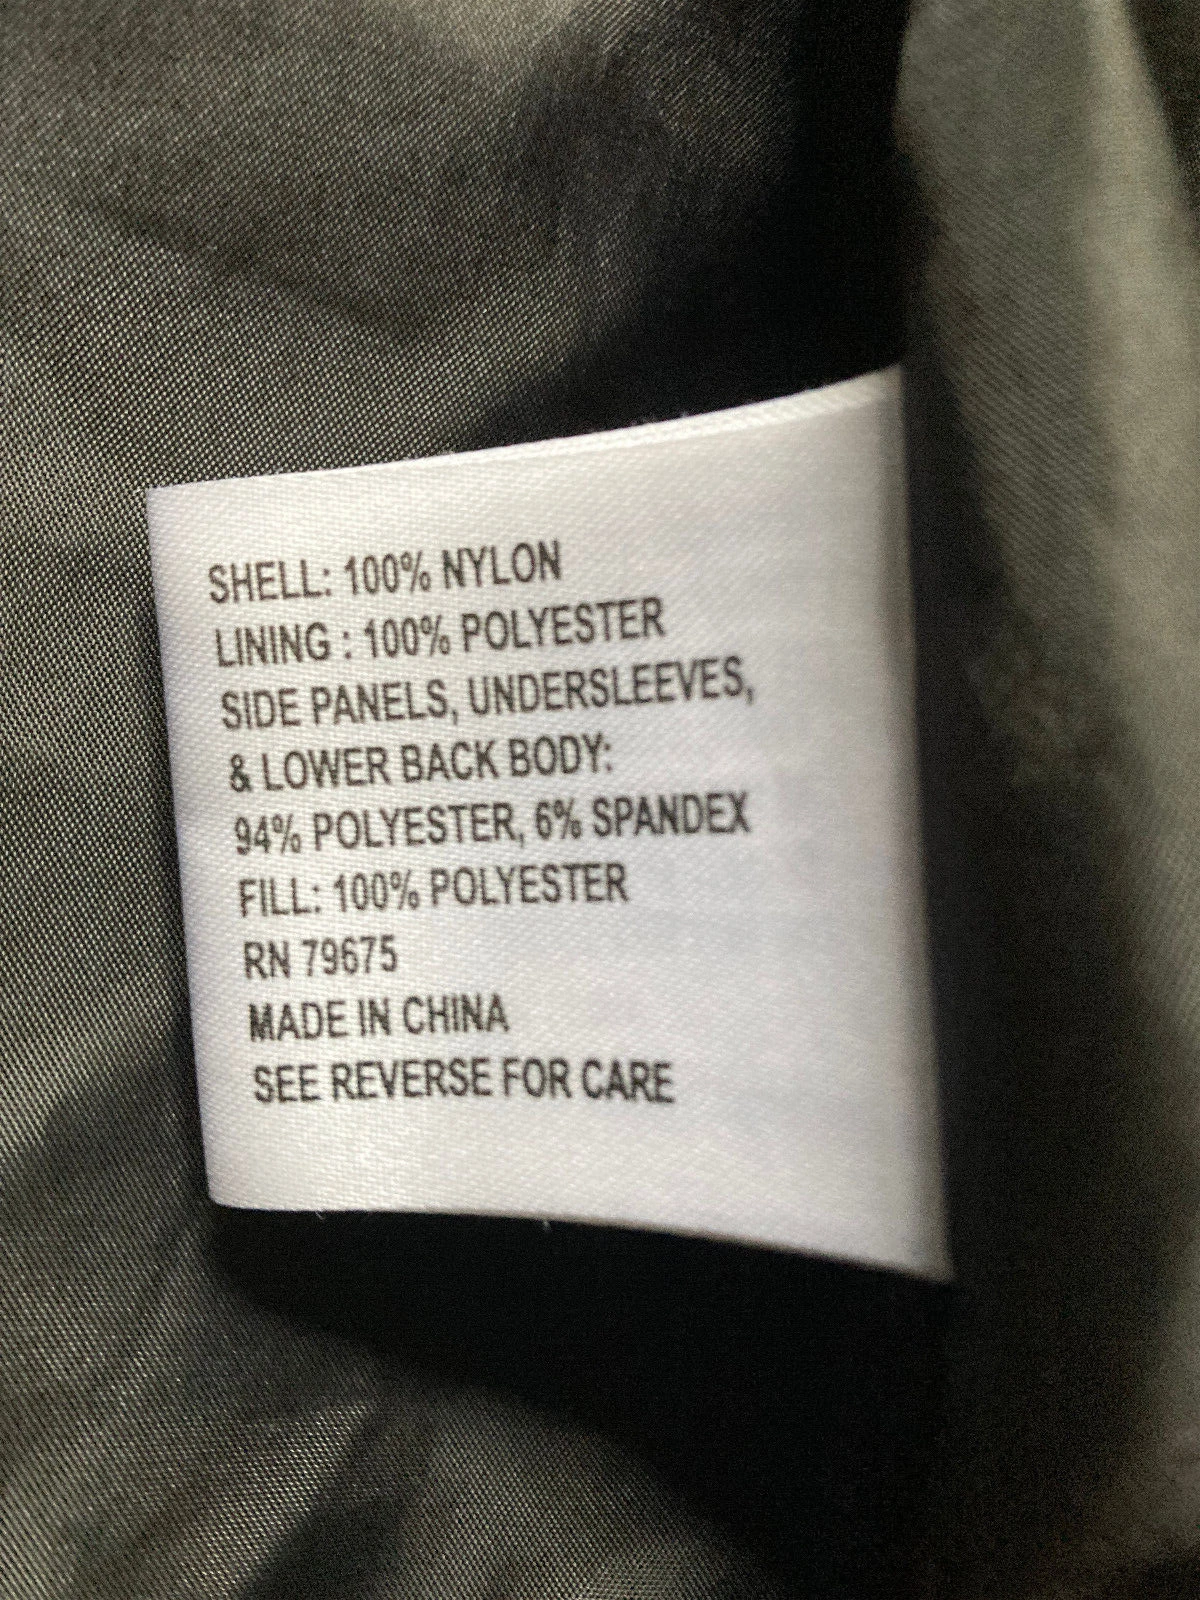 SHELL: 100% NYLON
LINING : 100% POLYESTER
SIDE PANELS, UNDERSLEEVES,
& LOWER BACK BODY:
94% POLYESTER, 6% SPANDEX
FILL: 100% POLYESTER
RN 79675
MADE IN CHINA
SEE REVERSE FOR CARE